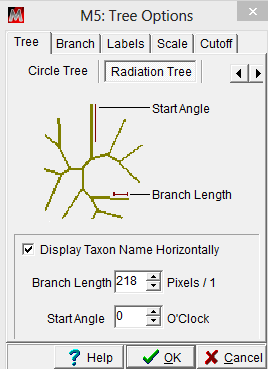 M5: Tree Options
Tree Branch Labels Scale Cutoff
Circle Tree Radiation Tree
Start Angle
Branch Length
Display Taxon Name Horizontally
Branch Length 218 Pixels / 1
Start Angle 0 O'Clock
? Help OK Cancel